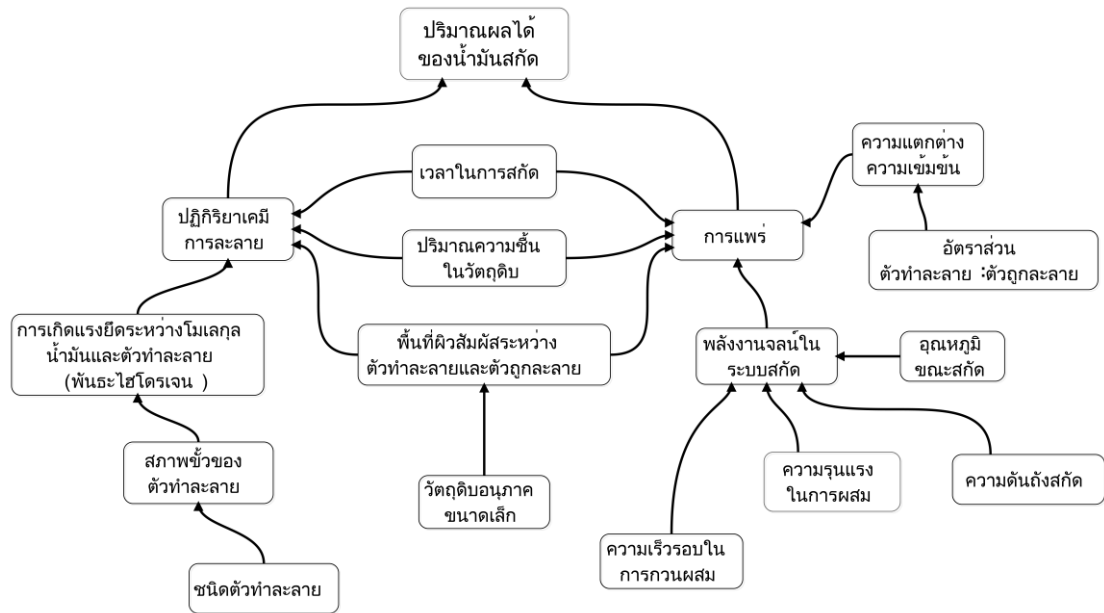 ปริมาณผลได้
ของน้ำมันสกัด
เวลาในการสกัด
ความแตกต่าง
ความเข้มข้น
ปฏิกิริยาเคมี
การละลาย
ปริมาณความชื้น
ในวัตถุดิบ
การแพร่
อัตราส่วน
ตัวทำละลาย :ตัวถูกละลาย
การเกิดแรงยึดระหว่างโมเลกุล
น้ำมันและตัวทำละลาย
(พันธะไฮโดรเจน )
พื้นที่ผิวสัมผัสระหว่าง
ตัวทำละลายและตัวถูกละลาย
พลังงานจลน์ใน
ระบบสกัด
อุณหภูมิ
ขณะสกัด
สภาพขั้วของ
ตัวทำละลาย
วัตถุดิบอนุภาค
ขนาดเล็ก
ความรุนแรง
ในการผสม
ความดันถังสกัด
ความเร็วรอบใน
การกวนผสม
ชนิดตัวทำละลาย